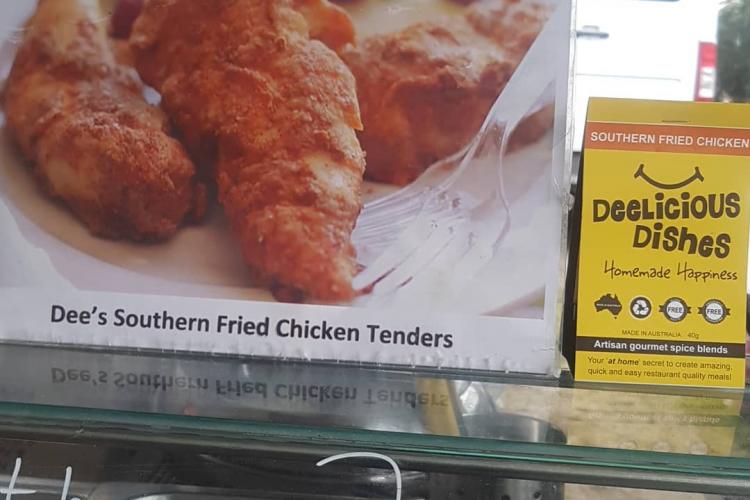 Dee's Southern Fried Chicken Tenders
SOUTHERN FRIED CHICKEN
DEELICIOUS
DISHES
Homemade Happiness
FREE
FREE
MADE IN AUSTRALIA 40g
Artisan gourmet spice blends
Your 'at home' secret to create amazing,
quick and easy restaurant quality meals!